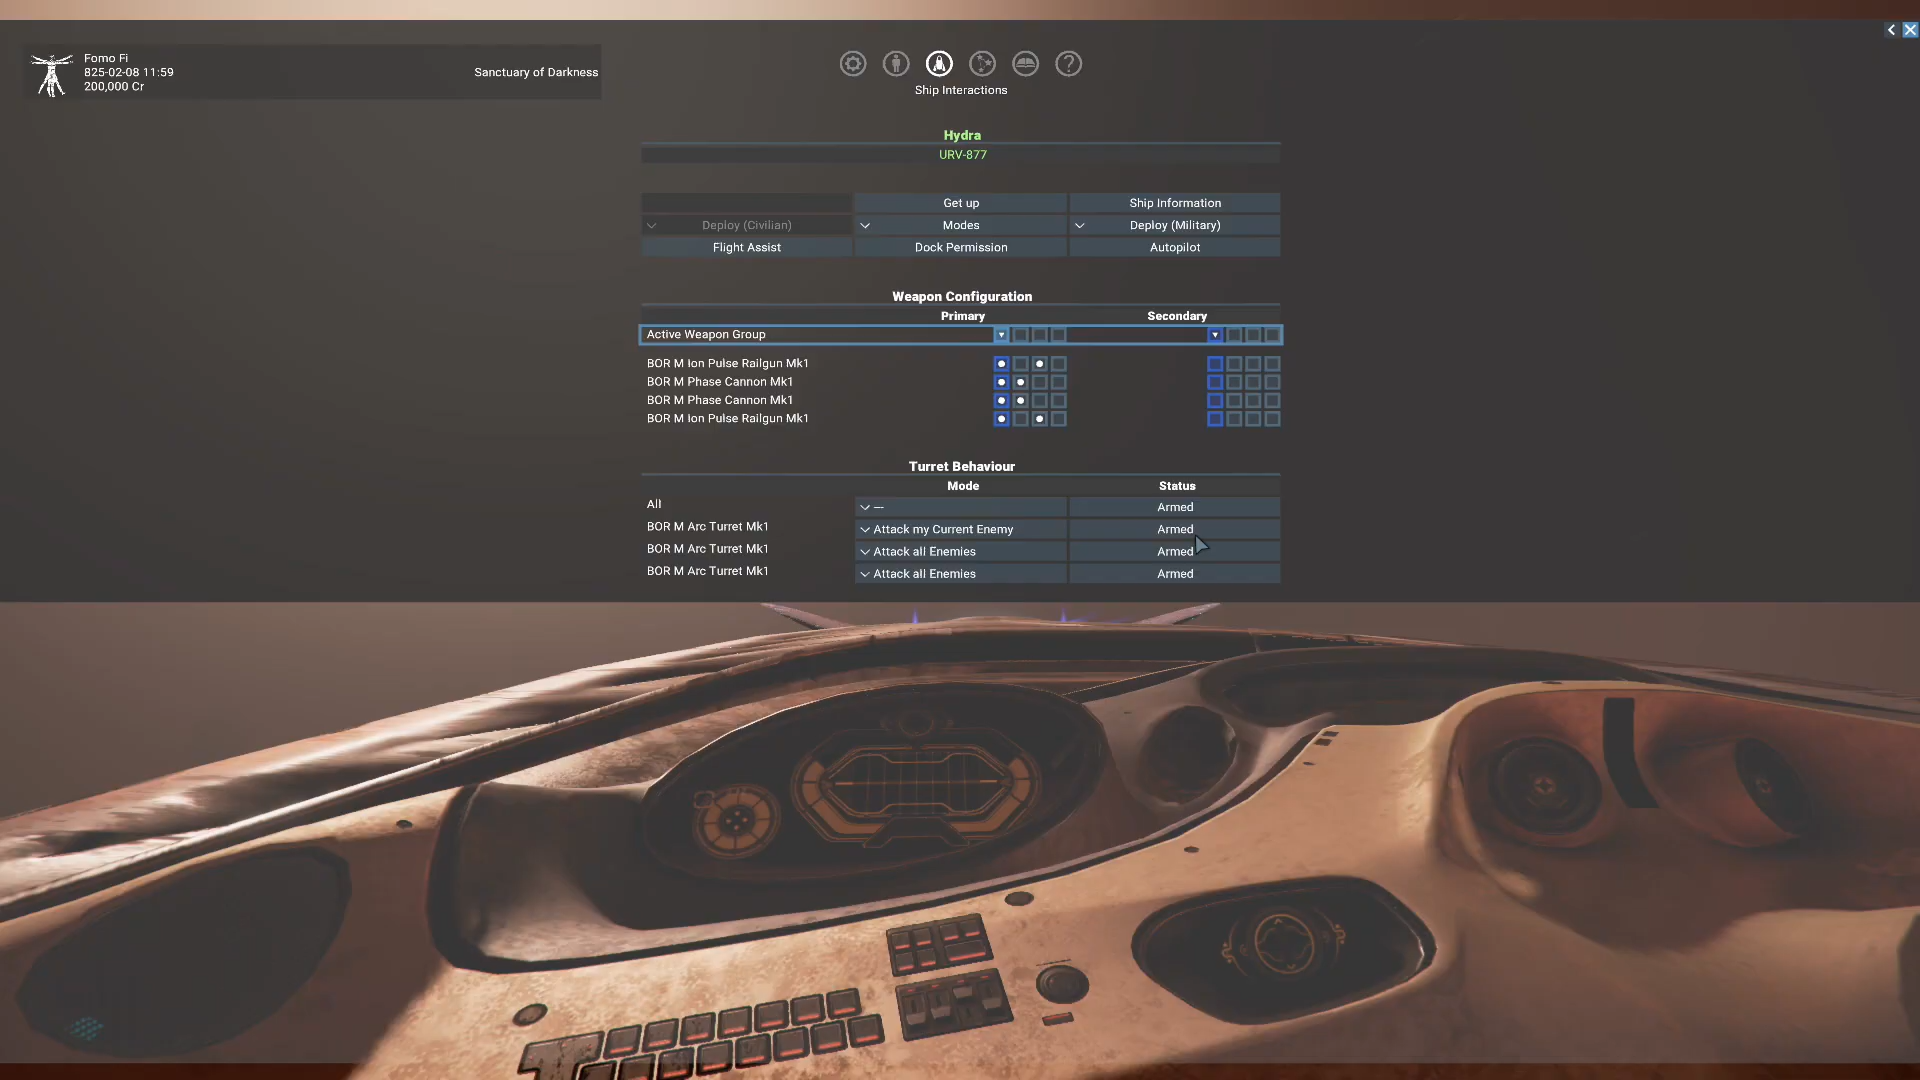 Fomo Fi
825-02-08 11:59
200,000 Cr
Sanctuary of Darkness
Ship Interactions
Hydra
URV-877
Get up
Ship Information
Deploy (Civilian)
Modes
Deploy (Military)
Flight Assist
Dock Permission
Autopilot
Weapon Configuration
Primary
Secondary
Active Weapon Group
BOR M Ion Pulse Railgun Mk1
BOR M Phase Cannon Mk1
BOR M Phase Cannon Mk1
BOR M Ion Pulse Railgun Mk1
Turret Behaviour
Mode
Status
All
---
Armed
BOR M Arc Turret Mk1
Attack my Current Enemy
Armed
BOR M Arc Turret Mk1
Attack all Enemies
Armed
BOR M Arc Turret Mk1
Attack all Enemies
Armed